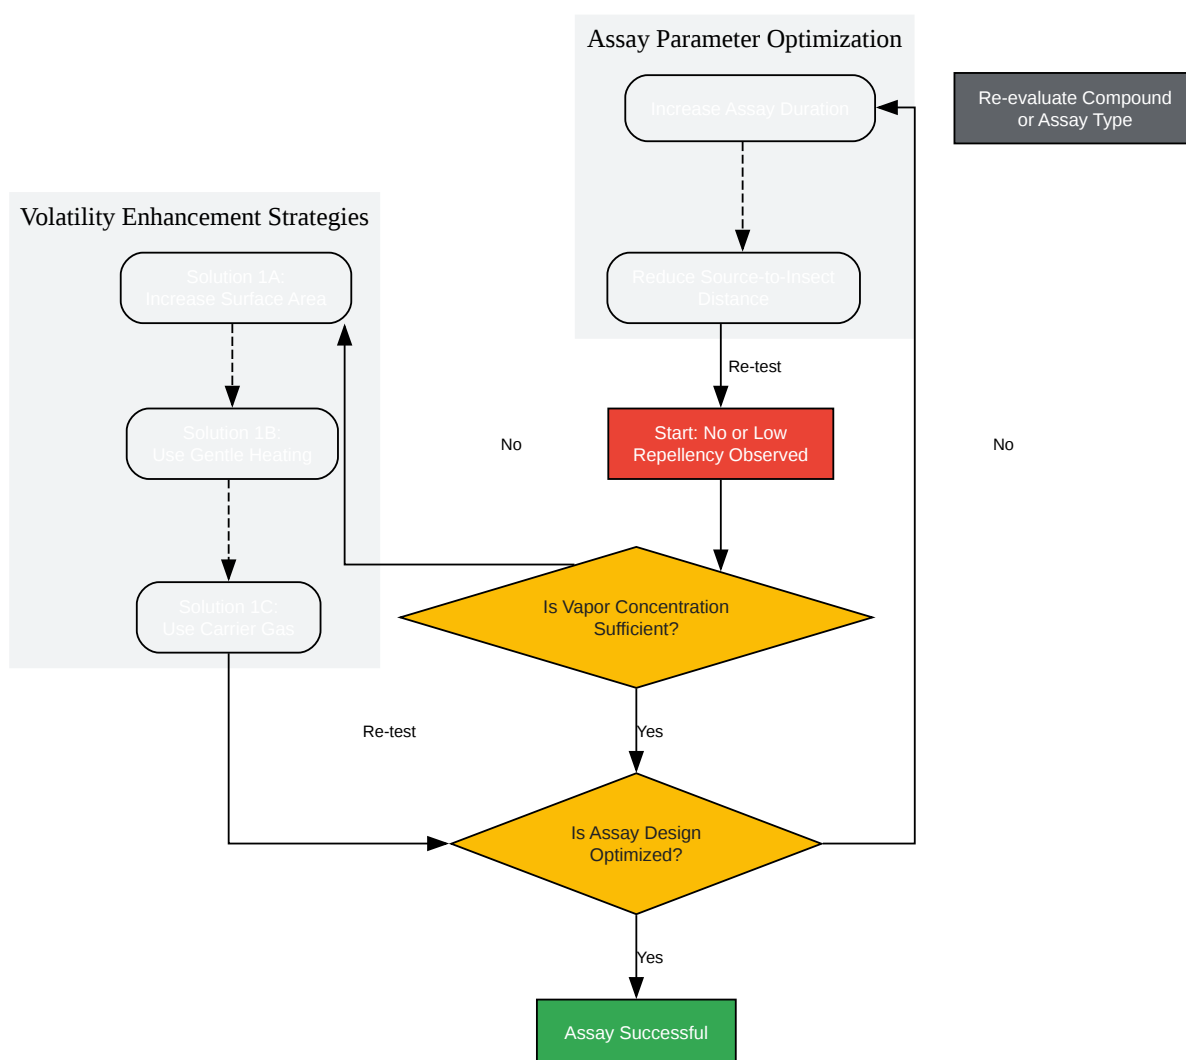 Assay Parameter Optimization
Increase Assay Duration
Re-evaluate Compound
or Assay Type
Volatility Enhancement Strategies
Solution 1A:
Increase Surface Area
Reduce Source-to-Insect
Distance
Re-test
Solution 1B:
Use Gentle Heating
No
Start: No or Low
Repellency Observed
No
Solution 1C:
Use Carrier Gas
Is Vapor Concentration
Sufficient?
Re-test
Yes
Is Assay Design
Optimized?
Yes
Assay Successful